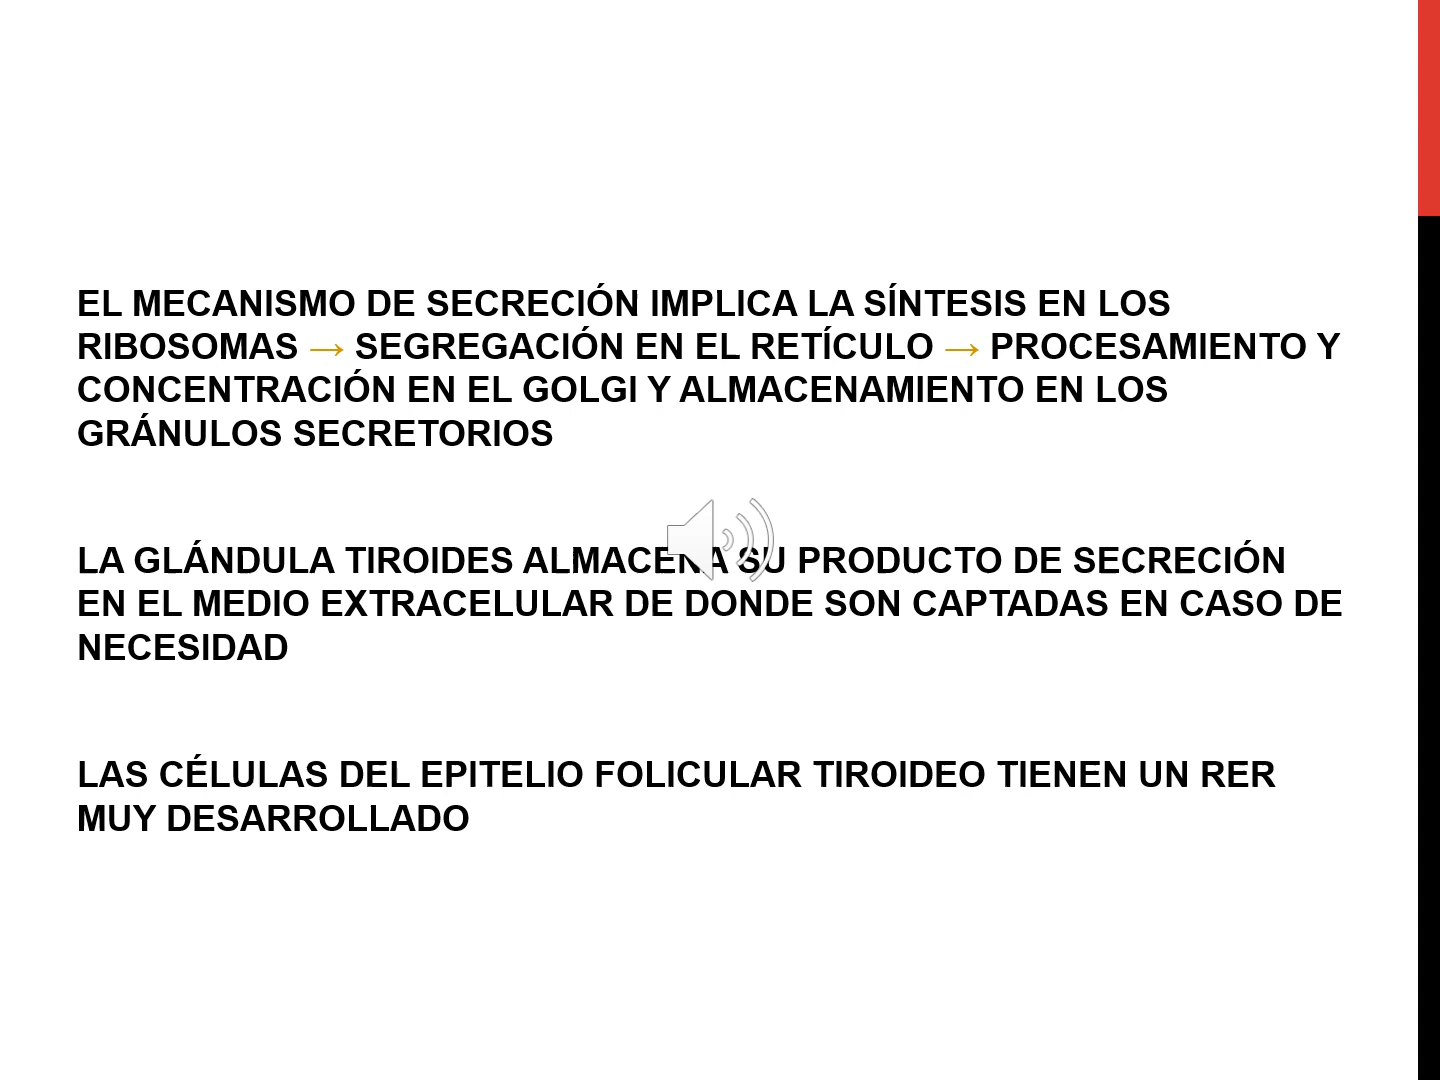 EL MECANISMO DE SECRECIÓN IMPLICA LA SÍNTESIS EN LOS
RIBOSOMAS → SEGREGACIÓN EN EL RETÍCULO → PROCESAMIENTO Y
CONCENTRACIÓN EN EL GOLGI Y ALMACENAMIENTO EN LOS
GRÁNULOS SECRETORIOS
LA GLÁNDULA TIROIDES ALMACENA SU PRODUCTO DE SECRECIÓN
EN EL MEDIO EXTRACELULAR DE DONDE SON CAPTADAS EN CASO DE
NECESIDAD
LAS CÉLULAS DEL EPITELIO FOLICULAR TIROIDEO TIENEN UN RER
MUY DESARROLLADO